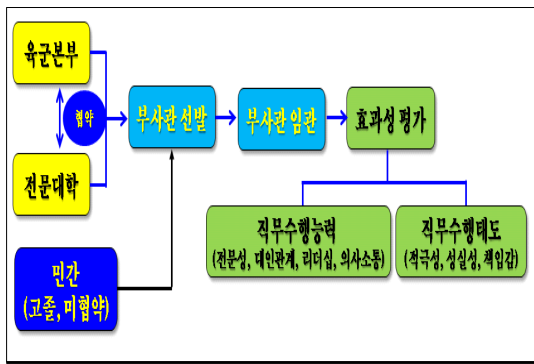 육군본부
협약
전문대학
부사관 선발
부사관 임관
효과성 평가
직무수행능력
(전문성, 대인관계, 리더십, 의사소통)
직무수행태도
(적극성, 성실성, 책임감)
민간
(고졸, 미협약)